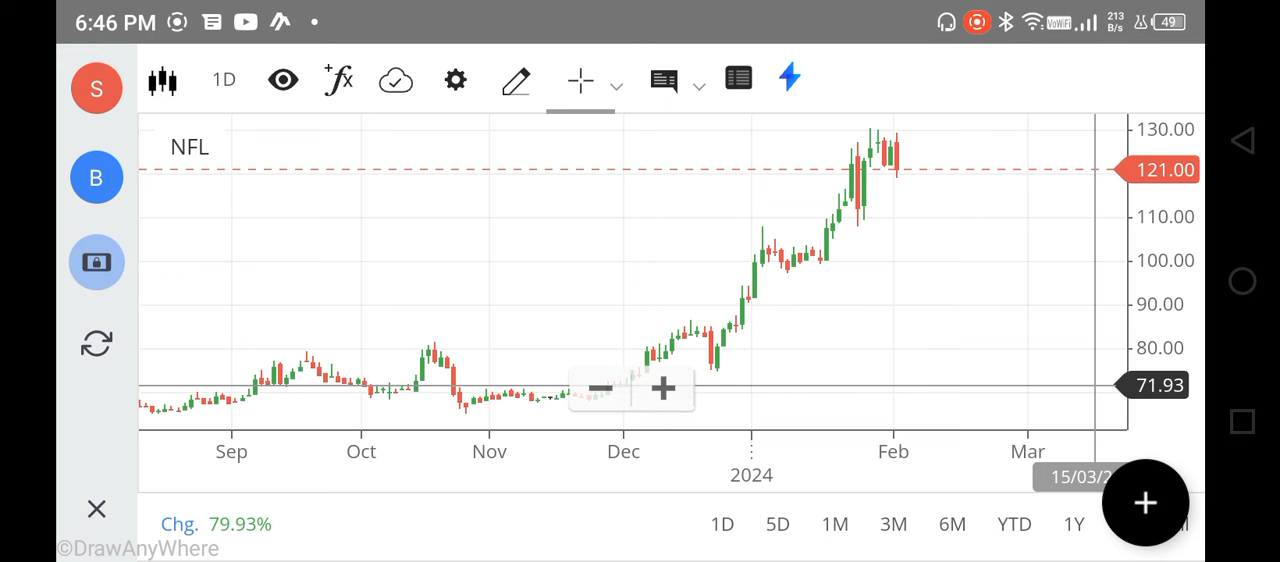 6:46 PM
VoWiFi
213
B/s
49
S
1D
+fx
NFL
130.00
121.00
110.00
100.00
90.00
80.00
71.93
B
Sep Oct Nov Dec Feb Mar
2024
15/03/2
Chg. 79.93%
1D 5D 1M 3M 6M YTD 1Y
©DrawAnyWhere